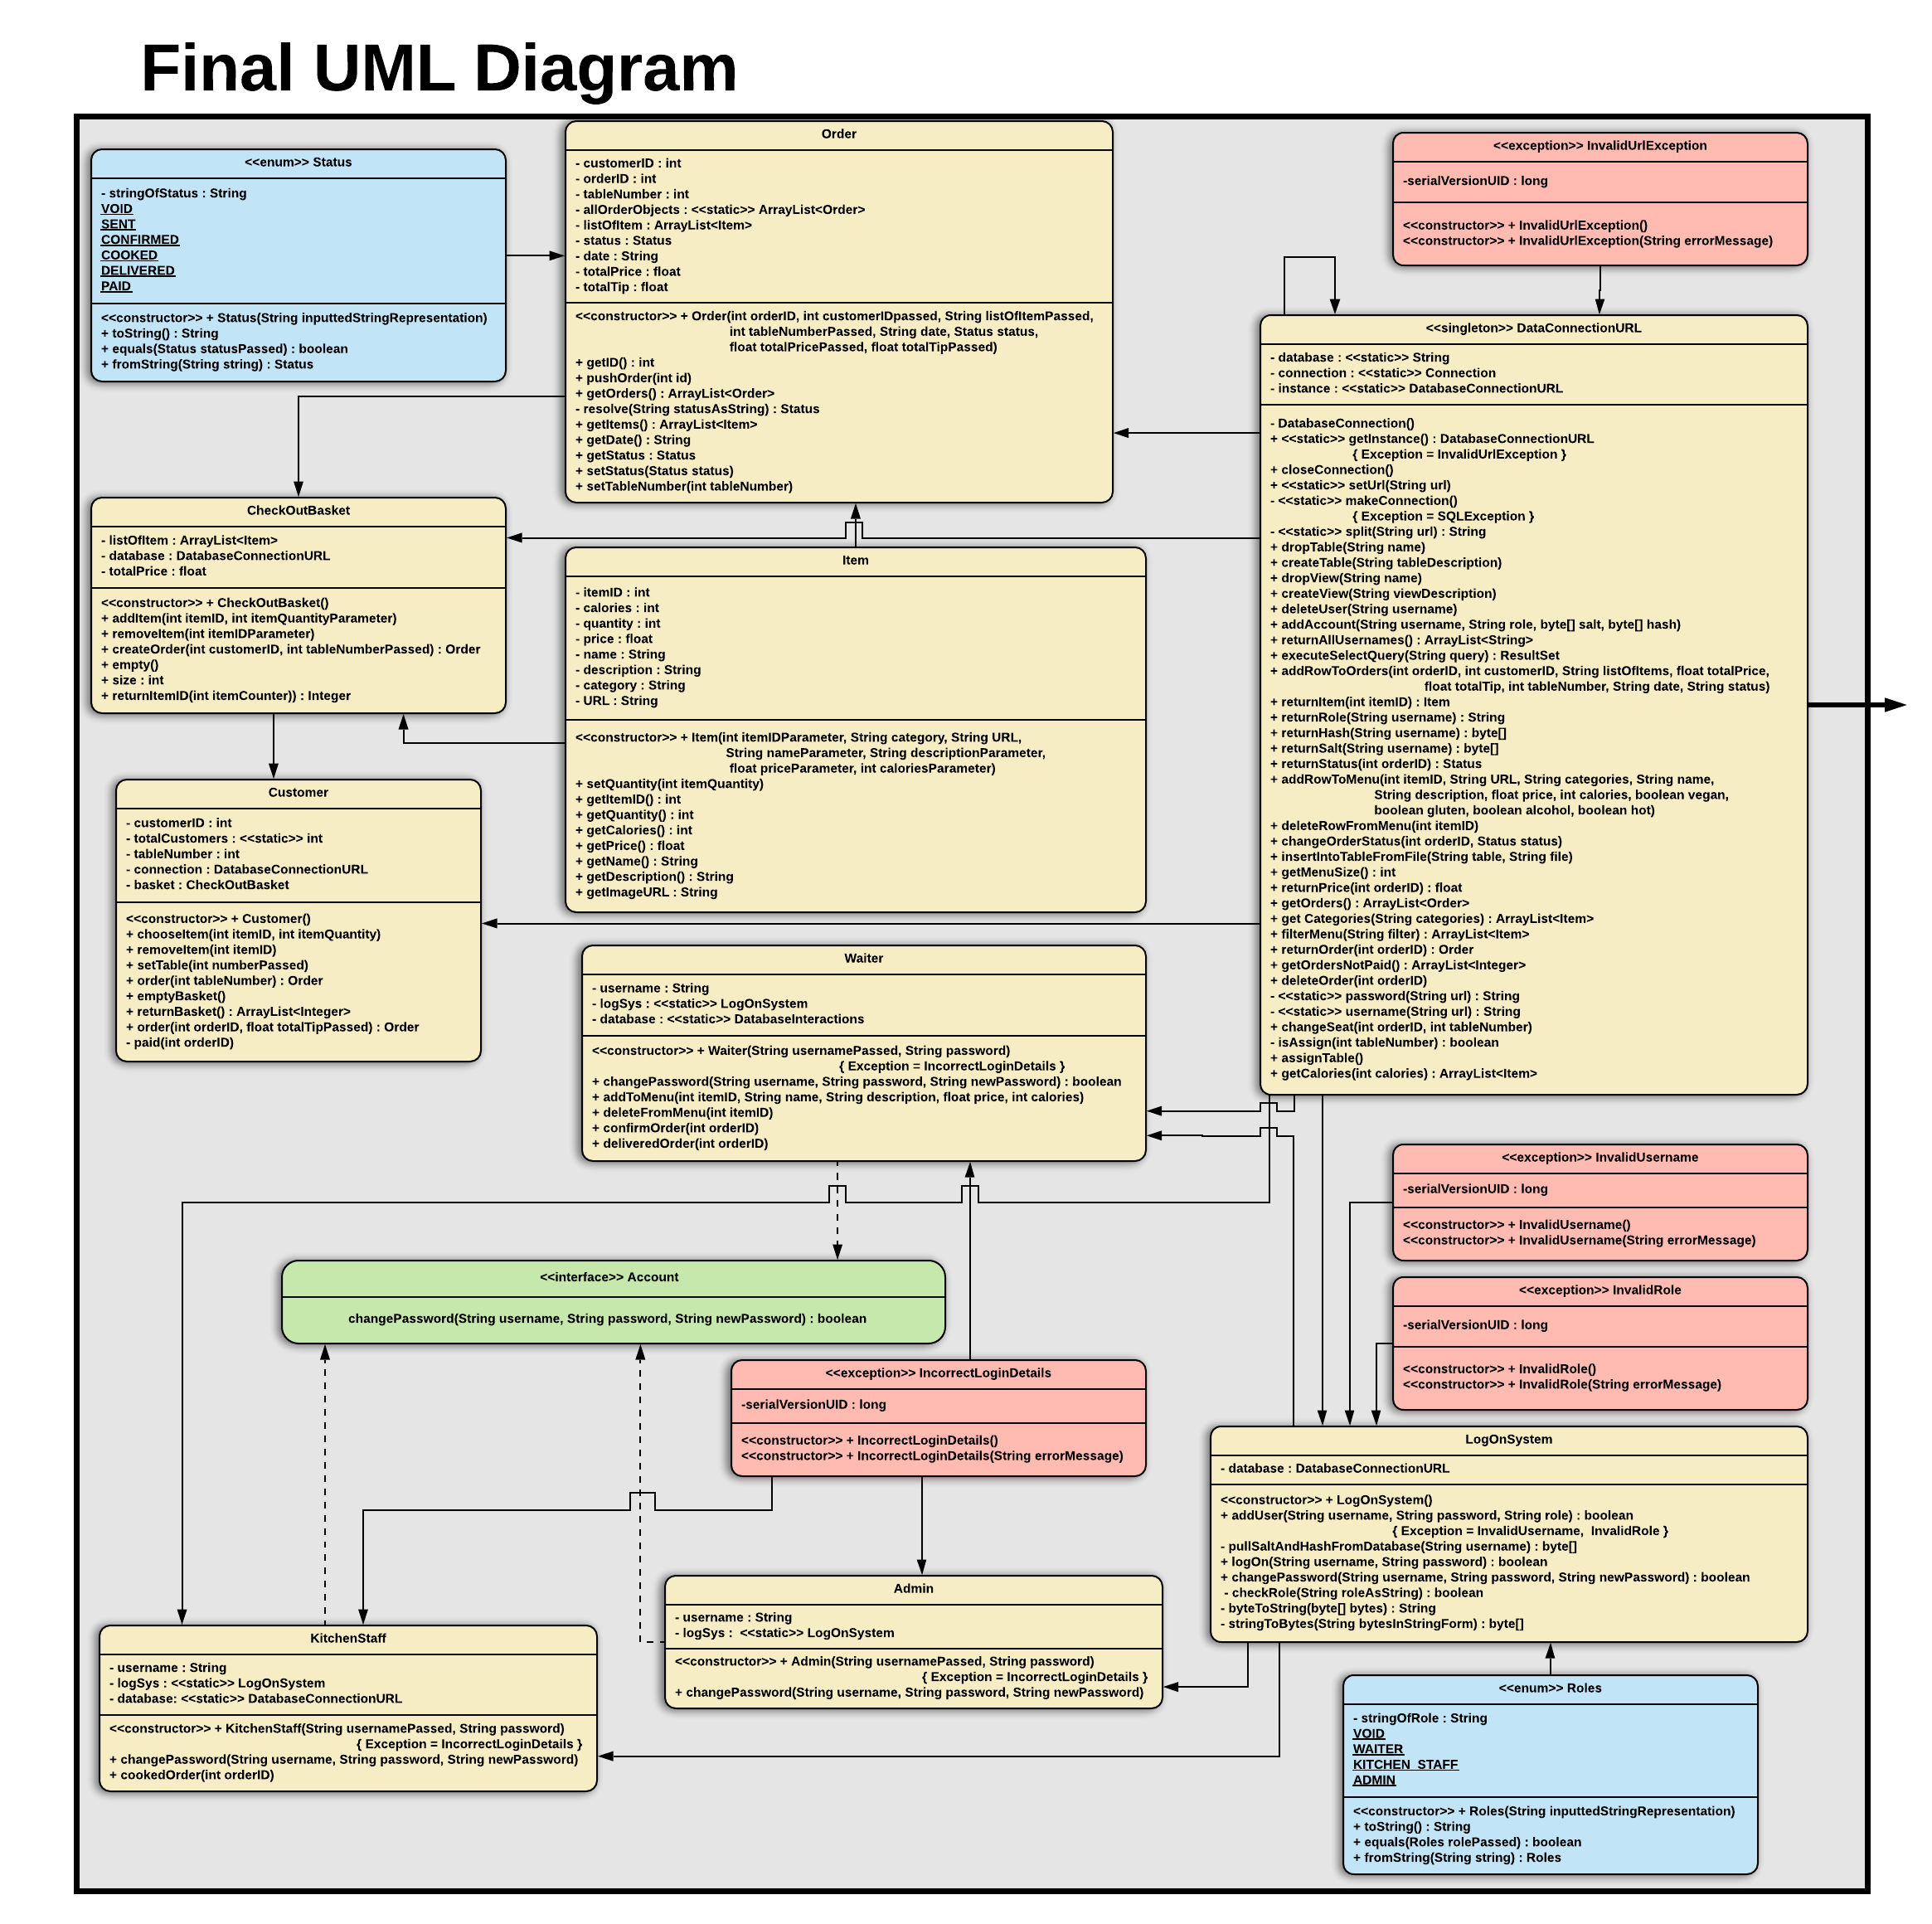 Final UML Diagram
<<enum>> Status
- stringOfStatus : String
VOID
SENT
CONFIRMED
COOKED
DELIVERED
PAID
<<constructor>> + Status(String inputtedStringRepresentation)
+ toString() : String
+ equals(Status statusPassed) : boolean
+ fromString(String string) : Status
Order
- customerID : int
- orderID : int
- tableNumber : int
- allOrderObjects : <<static>> ArrayList<Order>
- listOfItem : ArrayList<Item>
- status : Status
- date : String
- totalPrice : float
- totalTip : float
<<constructor>> + Order(int orderID, int customerIDpassed, String listOfItemPassed,
int tableNumberPassed, String date, Status status,
float totalPricePassed, float totalTipPassed)
+ getID() : int
+ pushOrder(int id)
+ getOrders() : ArrayList<Order>
- resolve(String statusAsString) : Status
+ getItems() : ArrayList<Item>
+ getDate() : String
+ getStatus : Status
+ setStatus(Status status)
+ setTableNumber(int tableNumber)
<<exception>> InvalidUrlException
-serialVersionUID : long
<<constructor>> + InvalidUrlException()
<<constructor>> + InvalidUrlException(String errorMessage)
<<singleton>> DataConnectionURL
- database : <<static>> String
- connection : <<static>> Connection
- instance : <<static>> DatabaseConnectionURL
- DatabaseConnection()
+ <<static>> getInstance() : DatabaseConnectionURL
{ Exception = InvalidUrlException }
+ closeConnection()
+ <<static>> setUrl(String url)
- <<static>> makeConnection()
{ Exception = SQLException }
- <<static>> split(String url) : String
+ dropTable(String name)
+ createTable(String tableDescription)
+ dropView(String name)
+ createView(String viewDescription)
+ deleteUser(String username)
+ addAccount(String username, String role, byte[] salt, byte[] hash)
+ returnAllUsernames() : ArrayList<String>
+ executeSelectQuery(String query) : ResultSet
+ addRowToOrders(int orderID, int customerID, String listOfItems, float totalPrice,
float totalTip, int tableNumber, String date, String status)
+ returnItem(int itemID) : Item
+ returnRole(String username) : String
+ returnHash(String username) : byte[]
+ returnSalt(String username) : byte[]
+ returnStatus(int orderID) : Status
+ addRowToMenu(int itemID, String URL, String categories, String name,
String description, float price, int calories, boolean vegan,
boolean gluten, boolean alcohol, boolean hot)
+ deleteRowFromMenu(int itemID)
+ changeOrderStatus(int orderID, Status status)
+ insertIntoTableFromFile(String table, String file)
+ getMenuSize() : int
+ returnPrice(int orderID) : float
+ getOrders() : ArrayList<Order>
+ get Categories(String categories) : ArrayList<Item>
+ filterMenu(String filter) : ArrayList<Item>
+ returnOrder(int orderID) : Order
+ getOrdersNotPaid() : ArrayList<Integer>
+ deleteOrder(int orderID)
- <<static>> password(String url) : String
- <<static>> username(String url) : String
+ changeSeat(int orderID, int tableNumber)
- isAssign(int tableNumber) : boolean
+ assignTable()
+ getCalories(int calories) : ArrayList<Item>
CheckOutBasket
- listOfItem : ArrayList<Item>
- database : DatabaseConnectionURL
- totalPrice : float
<<constructor>> + CheckOutBasket()
+ addItem(int itemID, int itemQuantityParameter)
+ removeItem(int itemIDParameter)
+ createOrder(int customerID, int tableNumberPassed) : Order
+ empty()
+ size : int
+ returnItemID(int itemCounter)) : Integer
Item
- itemID : int
- calories : int
- quantity : int
- price : float
- name : String
- description : String
- category : String
- URL : String
<<constructor>> + Item(int itemIDParameter, String category, String URL,
String nameParameter, String descriptionParameter,
float priceParameter, int caloriesParameter)
+ setQuantity(int itemQuantity)
+ getItemID() : int
+ getQuantity() : int
+ getCalories() : int
+ getPrice() : float
+ getName() : String
+ getDescription() : String
+ getImageURL : String
Customer
- customerID : int
- totalCustomers : <<static>> int
- tableNumber : int
- connection : DatabaseConnectionURL
- basket : CheckOutBasket
<<constructor>> + Customer()
+ chooseItem(int itemID, int itemQuantity)
+ removeItem(int itemID)
+ setTable(int numberPassed)
+ order(int tableNumber) : Order
+ emptyBasket()
+ returnBasket() : ArrayList<Integer>
+ order(int orderID, float totalTipPassed) : Order
- paid(int orderID)
Waiter
- username : String
- logSys : <<static>> LogOnSystem
- database : <<static>> DatabaseInteractions
<<constructor>> + Waiter(String usernamePassed, String password)
{ Exception = IncorrectLoginDetails }
+ changePassword(String username, String password, String newPassword) : boolean
+ addToMenu(int itemID, String name, String description, float price, int calories)
+ deleteFromMenu(int itemID)
+ confirmOrder(int orderID)
+ deliveredOrder(int orderID)
<<exception>> InvalidUsername
-serialVersionUID : long
<<constructor>> + InvalidUsername()
<<constructor>> + InvalidUsername(String errorMessage)
<<interface>> Account
changePassword(String username, String password, String newPassword) : boolean
<<exception>> InvalidRole
-serialVersionUID : long
<<constructor>> + InvalidRole()
<<constructor>> + InvalidRole(String errorMessage)
<<exception>> IncorrectLoginDetails
-serialVersionUID : long
<<constructor>> + IncorrectLoginDetails()
<<constructor>> + IncorrectLoginDetails(String errorMessage)
LogOnSystem
- database : DatabaseConnectionURL
<<constructor>> + LogOnSystem()
+ addUser(String username, String password, String role) : boolean
{ Exception = InvalidUsername, InvalidRole }
- pullSaltAndHashFromDatabase(String username) : byte[]
+ logOn(String username, String password) : boolean
+ changePassword(String username, String password, String newPassword) : boolean
- checkRole(String roleAsString) : boolean
- byteToString(byte[] bytes) : String
- stringToBytes(String bytesInStringForm) : byte[]
Admin
- username : String
- logSys : <<static>> LogOnSystem
<<constructor>> + Admin(String usernamePassed, String password)
{ Exception = IncorrectLoginDetails }
+ changePassword(String username, String password, String newPassword)
KitchenStaff
- username : String
- logSys : <<static>> LogOnSystem
- database: <<static>> DatabaseConnectionURL
<<constructor>> + KitchenStaff(String usernamePassed, String password)
{ Exception = IncorrectLoginDetails }
+ changePassword(String username, String password, String newPassword)
+ cookedOrder(int orderID)
<<enum>> Roles
- stringOfRole : String
VOID
WAITER
KITCHEN_STAFF
ADMIN
<<constructor>> + Roles(String inputtedStringRepresentation)
+ toString() : String
+ equals(Roles rolePassed) : boolean
+ fromString(String string) : Roles